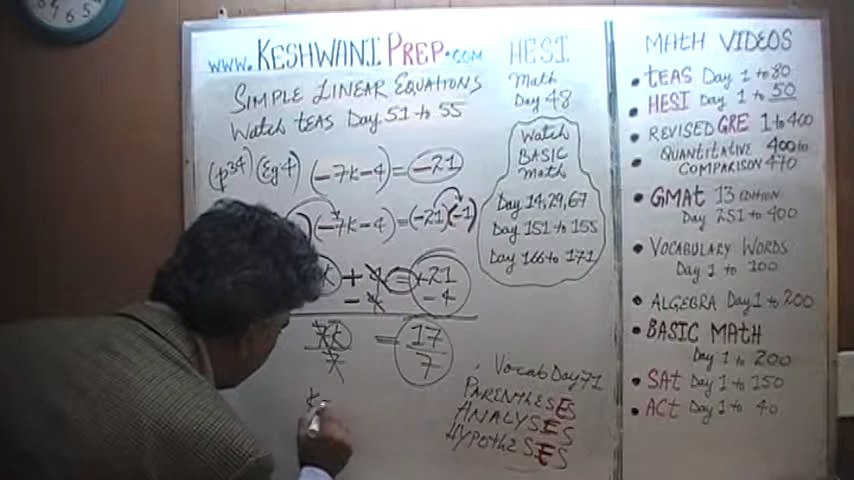 www.KESHWANIPREP.com HESI
SIMPLE LINEAR EQUATIONS
Math
Day 48
Watch TEAS Day 51 to 55
(p34) (Eg4) (-7k-4) = -21
(-7k-4)=(-21)(-1)
k + 4 = +21
- 4 - 4
7k = 17
7 7
k
Watch
BASIC
Math
Day 14,29,67
Day 151 to 155
Day 166 to 171
Vocab Day 71
PARENTHESES
ANALYSES
HYPOTHESES
MATH VIDEOS
• TEAS Day 1 to 80
• HESI Day 1 to 50
• REVISED GRE 1 to 400
• QUANTITATIVE 400 to
COMPARISON 470
• GMAT 13 EDITION
Day 251 to 400
• VOCABULARY WORDS
Day 1 to 100
• ALGEBRA Day 1 to 200
• BASIC MATH
Day 1 to 200
• SAT Day 1 to 150
• ACT Day 1 to 40